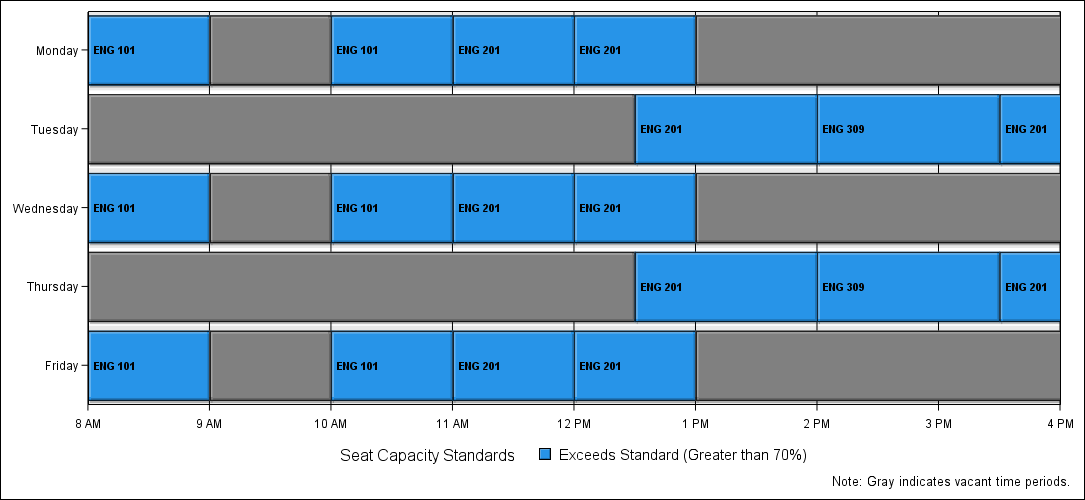 Monday ENG 101 ENG 101 ENG 201 ENG 201
Tuesday ENG 201 ENG 309 ENG 201
Wednesday ENG 101 ENG 101 ENG 201 ENG 201
Thursday ENG 201 ENG 309 ENG 201
Friday ENG 101 ENG 101 ENG 201 ENG 201
8 AM 9 AM 10 AM 11 AM 12 PM 1 PM 2 PM 3 PM 4 PM
Seat Capacity Standards Exceeds Standard (Greater than 70%)
Note: Gray indicates vacant time periods.